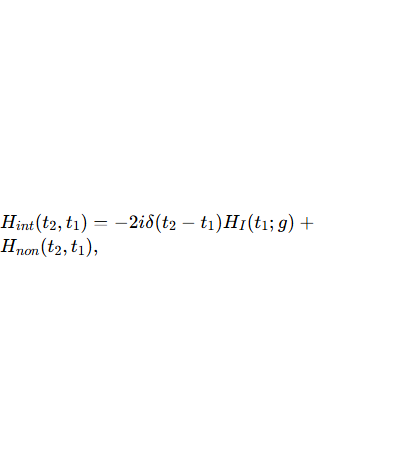 H_{int}(t_2, t_1) = −2iδ(t_2 − t_1)H_I(t_1; g) +
H_{non}(t_2, t_1),